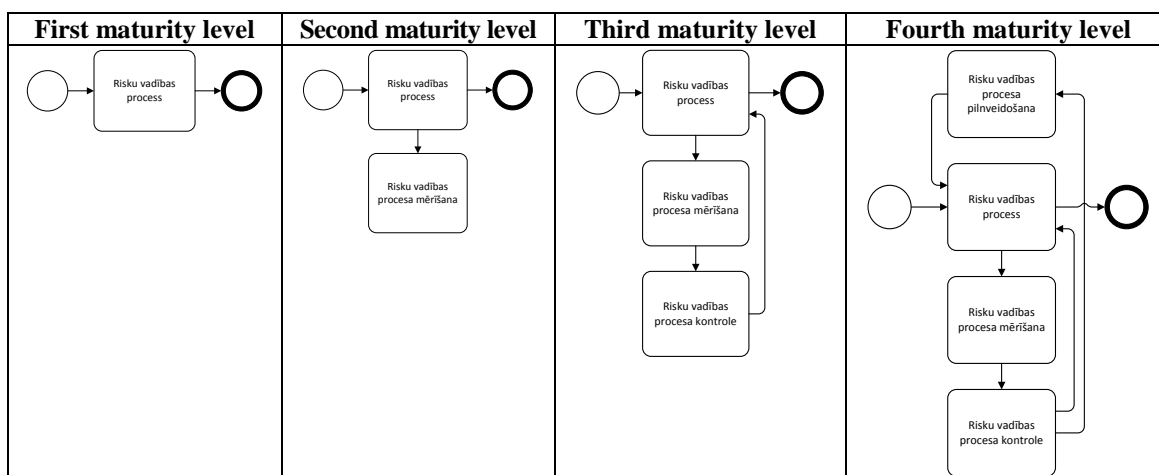 First maturity level
Second maturity level
Third maturity level
Fourth maturity level
Risku vadības
process
Risku vadības
process
Risku vadības
procesa mērīšana
Risku vadības
process
Risku vadības
procesa mērīšana
Risku vadības
procesa kontrole
Risku vadības
procesa
pilnveidošana
Risku vadības
process
Risku vadības
procesa mērīšana
Risku vadības
procesa kontrole